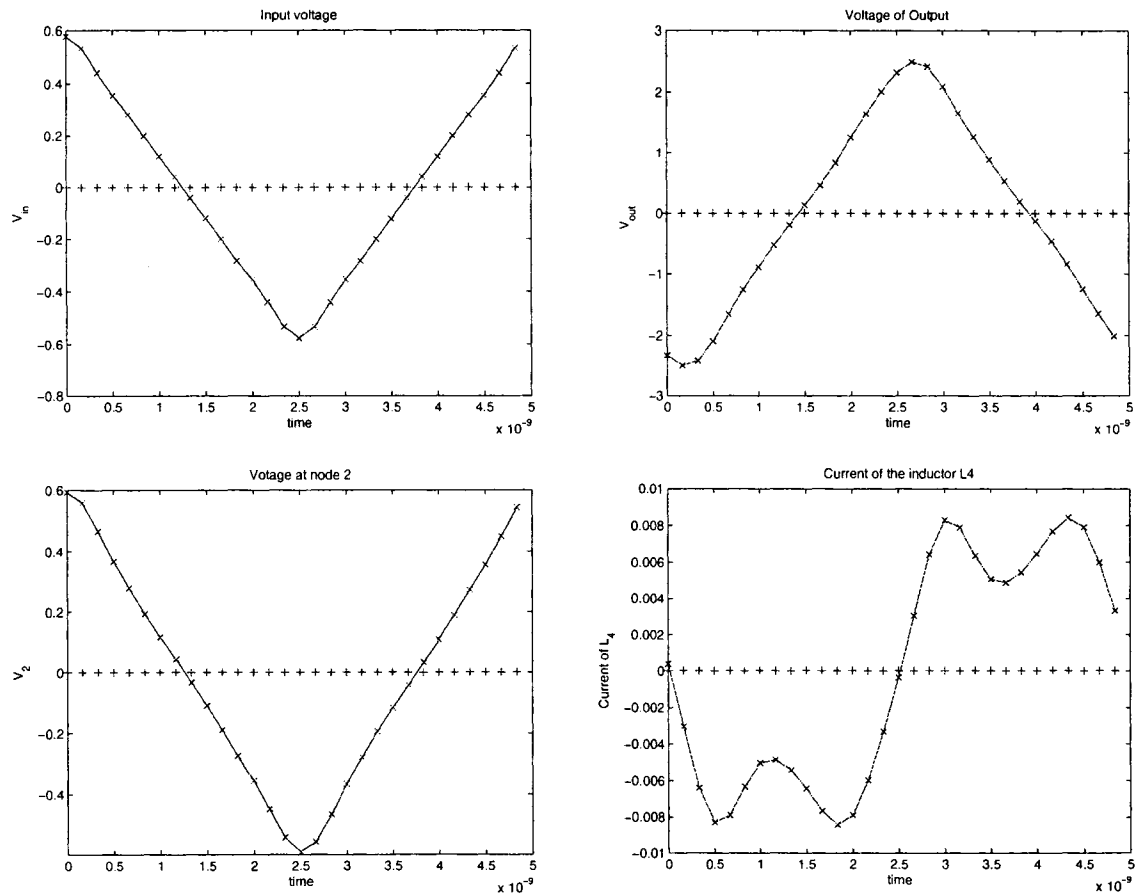 Input voltage
0.6
0.4
0.2
0
−0.2
−0.4
−0.6
−0.8
V_in
0 0.5 1 1.5 2 2.5 3 3.5 4 4.5 5
time
x 10^-9
Voltage of Output
3
2
1
0
−1
−2
−3
V_out
0 0.5 1 1.5 2 2.5 3 3.5 4 4.5 5
time
x 10^-9
Votage at node 2
0.6
0.4
0.2
0
−0.2
−0.4
V_2
0 0.5 1 1.5 2 2.5 3 3.5 4 4.5 5
time
x 10^-9
Current of the inductor L4
0.01
0.008
0.006
0.004
0.002
0
−0.002
−0.004
−0.006
−0.008
−0.01
Current of L_4
0 0.5 1 1.5 2 2.5 3 3.5 4 4.5 5
time
x 10^-9